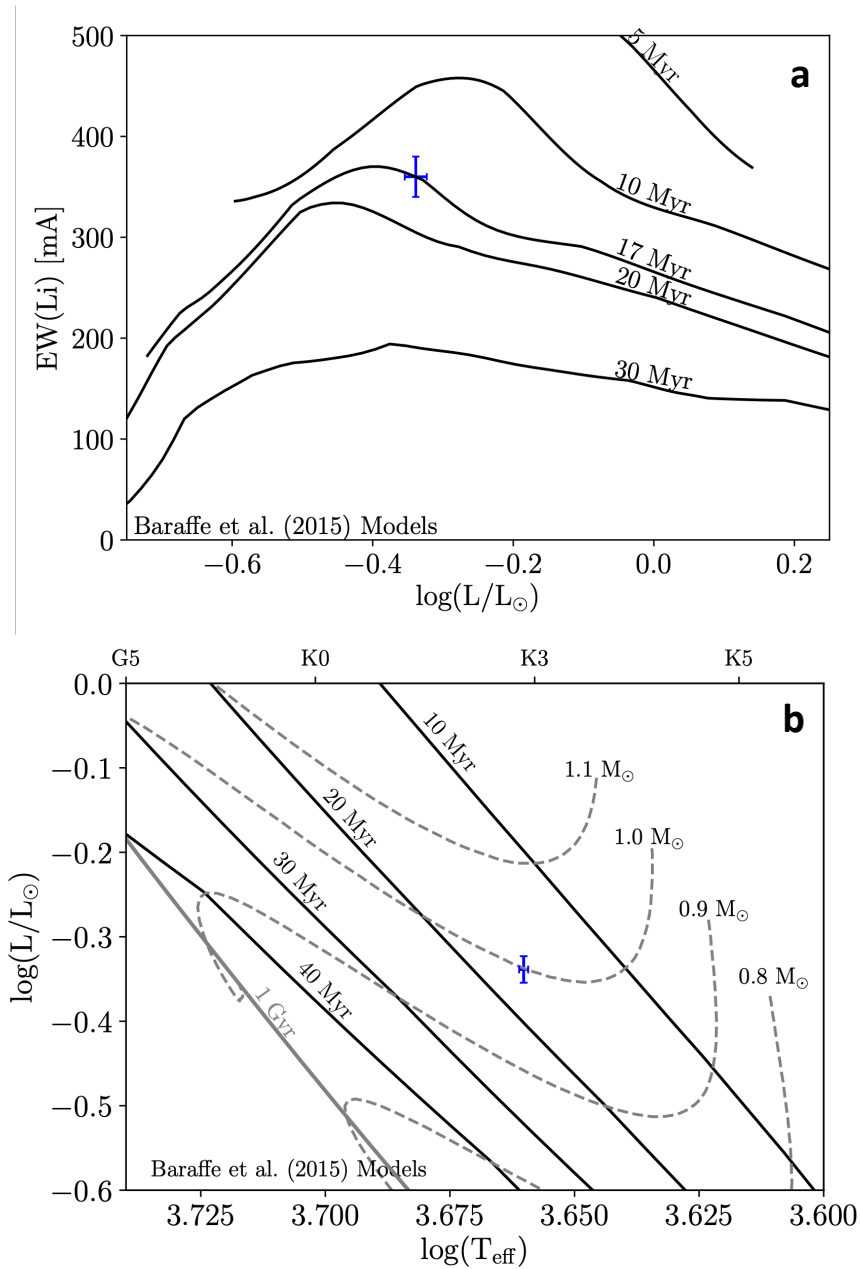 500
400
300
200
100
0
EW(Li) [mA]
a
5 Myr
10 Myr
17 Myr
20 Myr
30 Myr
Baraffe et al. (2015) Models
−0.6 −0.4 −0.2 0.0 0.2
log(L/L☉)
G5 K0 K3 K5
0.0
−0.1
−0.2
−0.3
−0.4
−0.5
−0.6
log(L/L☉)
b
10 Myr
20 Myr
30 Myr
40 Myr
1 Gyr
1.1 M☉
1.0 M☉
0.9 M☉
0.8 M☉
Baraffe et al. (2015) Models
3.725 3.700 3.675 3.650 3.625 3.600
log(Teff)